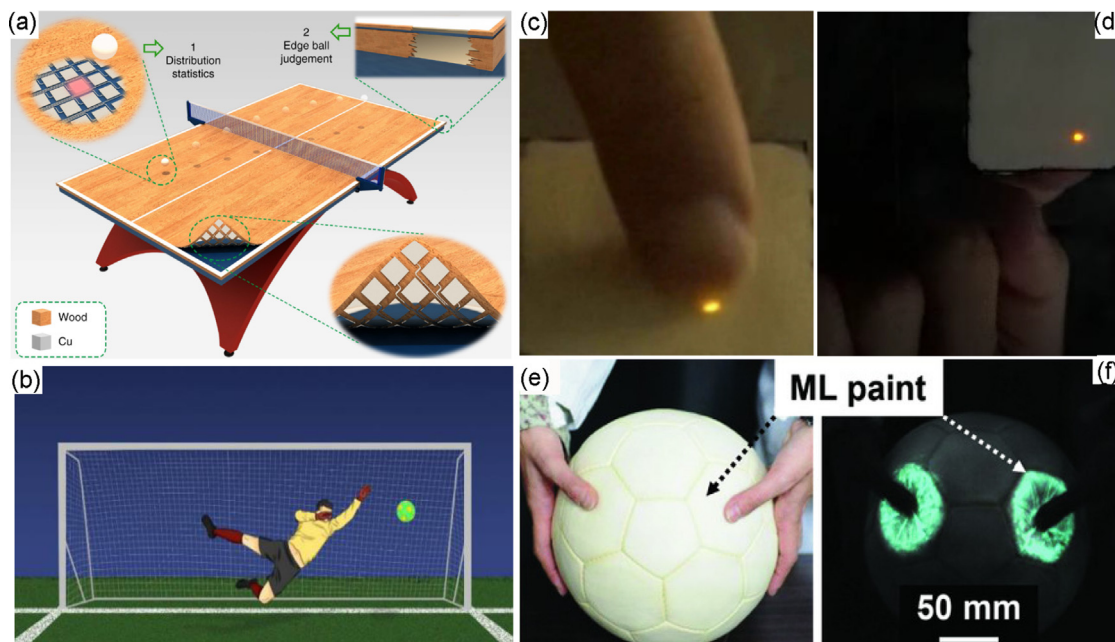 (a)
1
Distribution
statistics
2
Edge ball
judgement
Wood
Cu
(b)
(c)
(d)
(e)
ML paint
(f)
50 mm